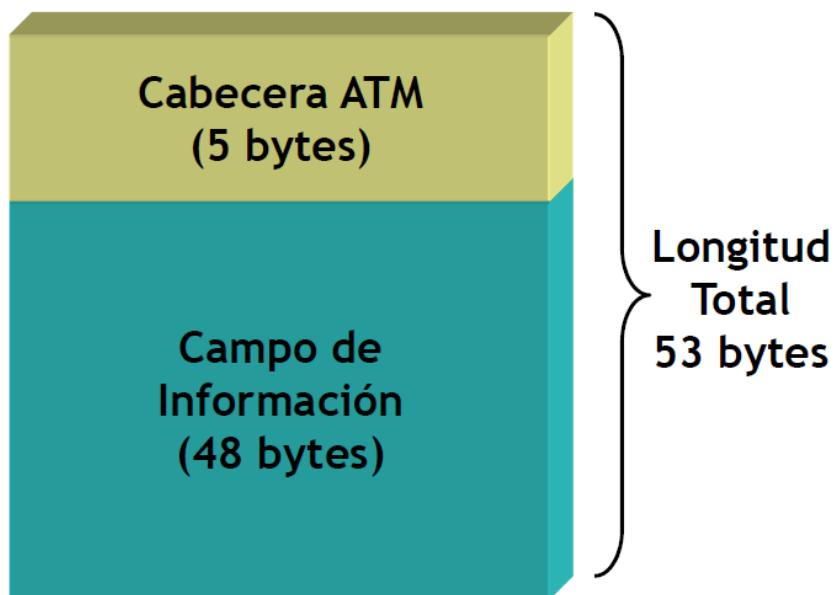 Cabecera ATM
(5 bytes)
Campo de
Información
(48 bytes)
Longitud
Total
53 bytes